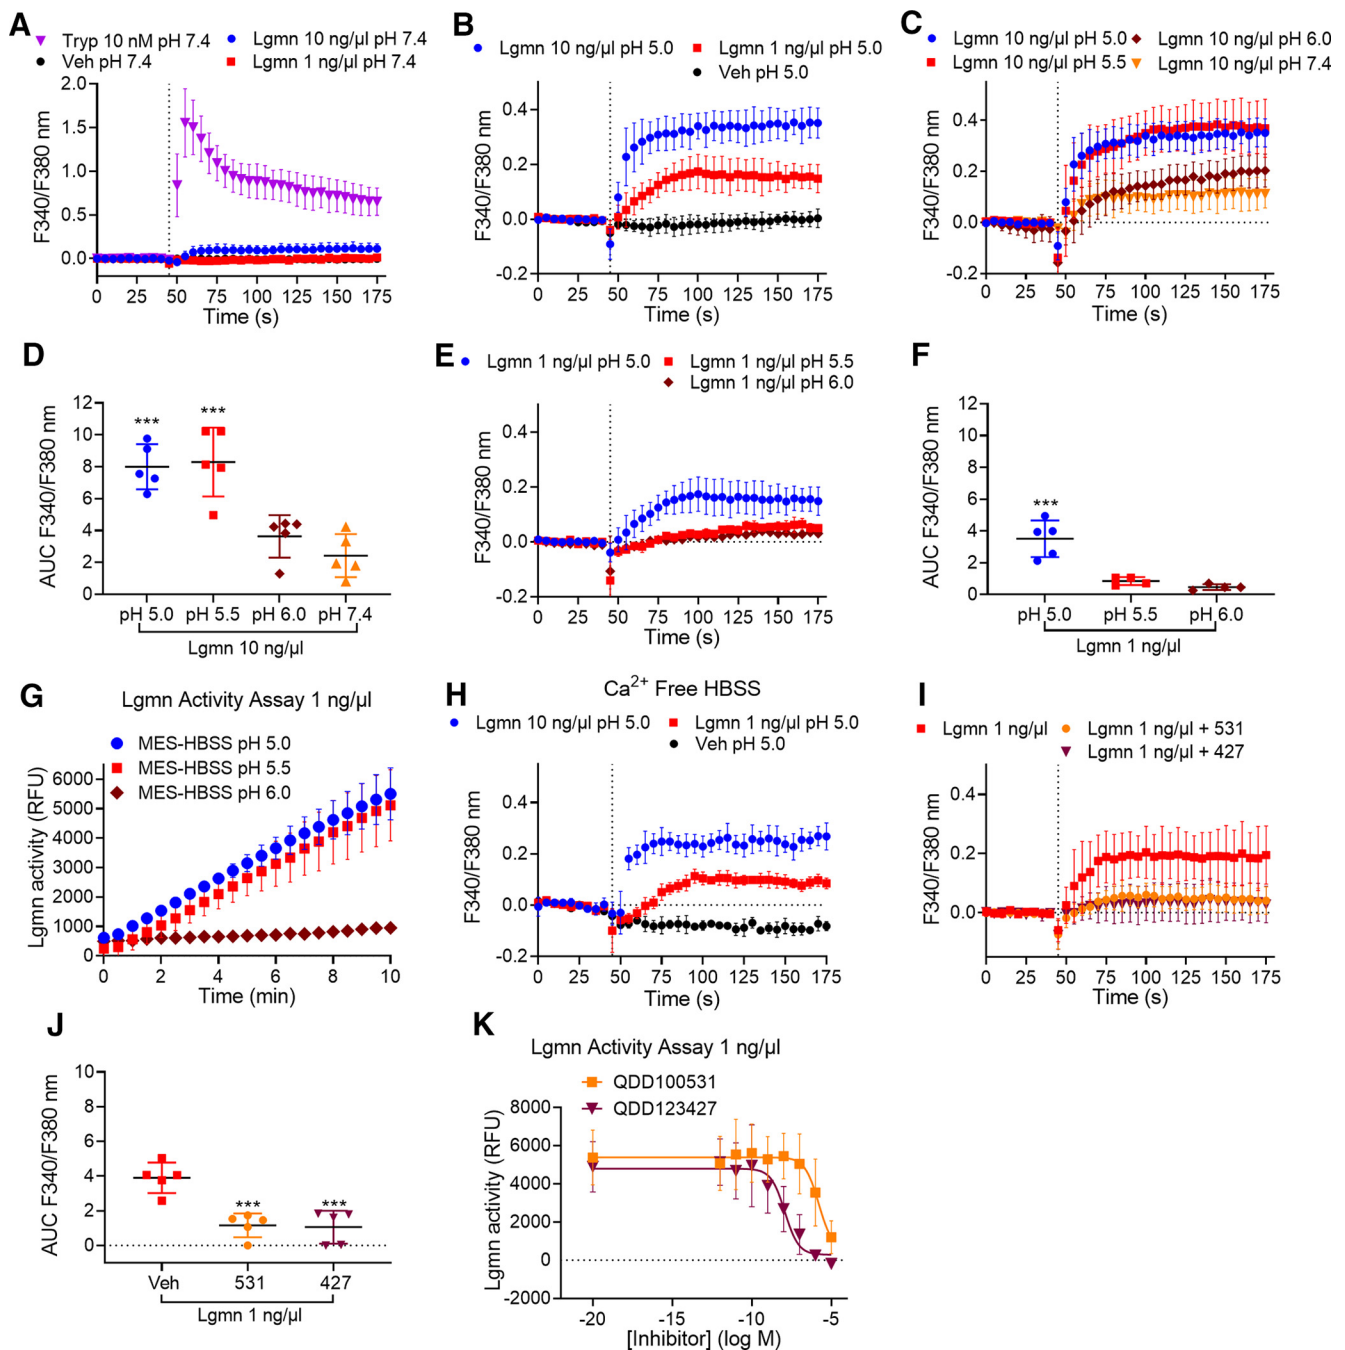 A
Tryp 10 nM pH 7.4
Lgmn 10 ng/µl pH 7.4
Veh pH 7.4
Lgmn 1 ng/µl pH 7.4
F340/F380 nm
2.0
1.5
1.0
0.5
0.0
0 25 50 75 100 125 150 175
Time (s)
B
Lgmn 10 ng/µl pH 5.0
Lgmn 1 ng/µl pH 5.0
Veh pH 5.0
F340/F380 nm
0.4
0.2
0.0
-0.2
0 25 50 75 100 125 150 175
Time (s)
C
Lgmn 10 ng/µl pH 5.0
Lgmn 10 ng/µl pH 6.0
Lgmn 10 ng/µl pH 5.5
Lgmn 10 ng/µl pH 7.4
F340/F380 nm
0.4
0.2
0.0
-0.2
0 25 50 75 100 125 150 175
Time (s)
D
AUC F340/F380 nm
12
10
8
6
4
2
0
*** ***
pH 5.0 pH 5.5 pH 6.0 pH 7.4
Lgmn 10 ng/µl
E
Lgmn 1 ng/µl pH 5.0
Lgmn 1 ng/µl pH 5.5
Lgmn 1 ng/µl pH 6.0
F340/F380 nm
0.4
0.2
0.0
-0.2
0 25 50 75 100 125 150 175
Time (s)
F
AUC F340/F380 nm
12
10
8
6
4
2
0
***
pH 5.0 pH 5.5 pH 6.0
Lgmn 1 ng/µl
G
Lgmn Activity Assay 1 ng/µl
MES-HBSS pH 5.0
MES-HBSS pH 5.5
MES-HBSS pH 6.0
Lgmn activity (RFU)
6000
5000
4000
3000
2000
1000
0
0 2 4 6 8 10
Time (min)
H
Ca2+ Free HBSS
Lgmn 10 ng/µl pH 5.0
Lgmn 1 ng/µl pH 5.0
Veh pH 5.0
F340/F380 nm
0.4
0.2
0.0
-0.2
0 25 50 75 100 125 150 175
Time (s)
I
Lgmn 1 ng/µl
Lgmn 1 ng/µl + 531
Lgmn 1 ng/µl + 427
F340/F380 nm
0.4
0.2
0.0
0 25 50 75 100 125 150 175
Time (s)
J
AUC F340/F380 nm
10
8
6
4
2
0
*** ***
Veh 531 427
Lgmn 1 ng/µl
K
Lgmn Activity Assay 1 ng/µl
QDD100531
QDD123427
Lgmn activity (RFU)
8000
6000
4000
2000
0
-2000
-20 -15 -10 -5
[Inhibitor] (log M)